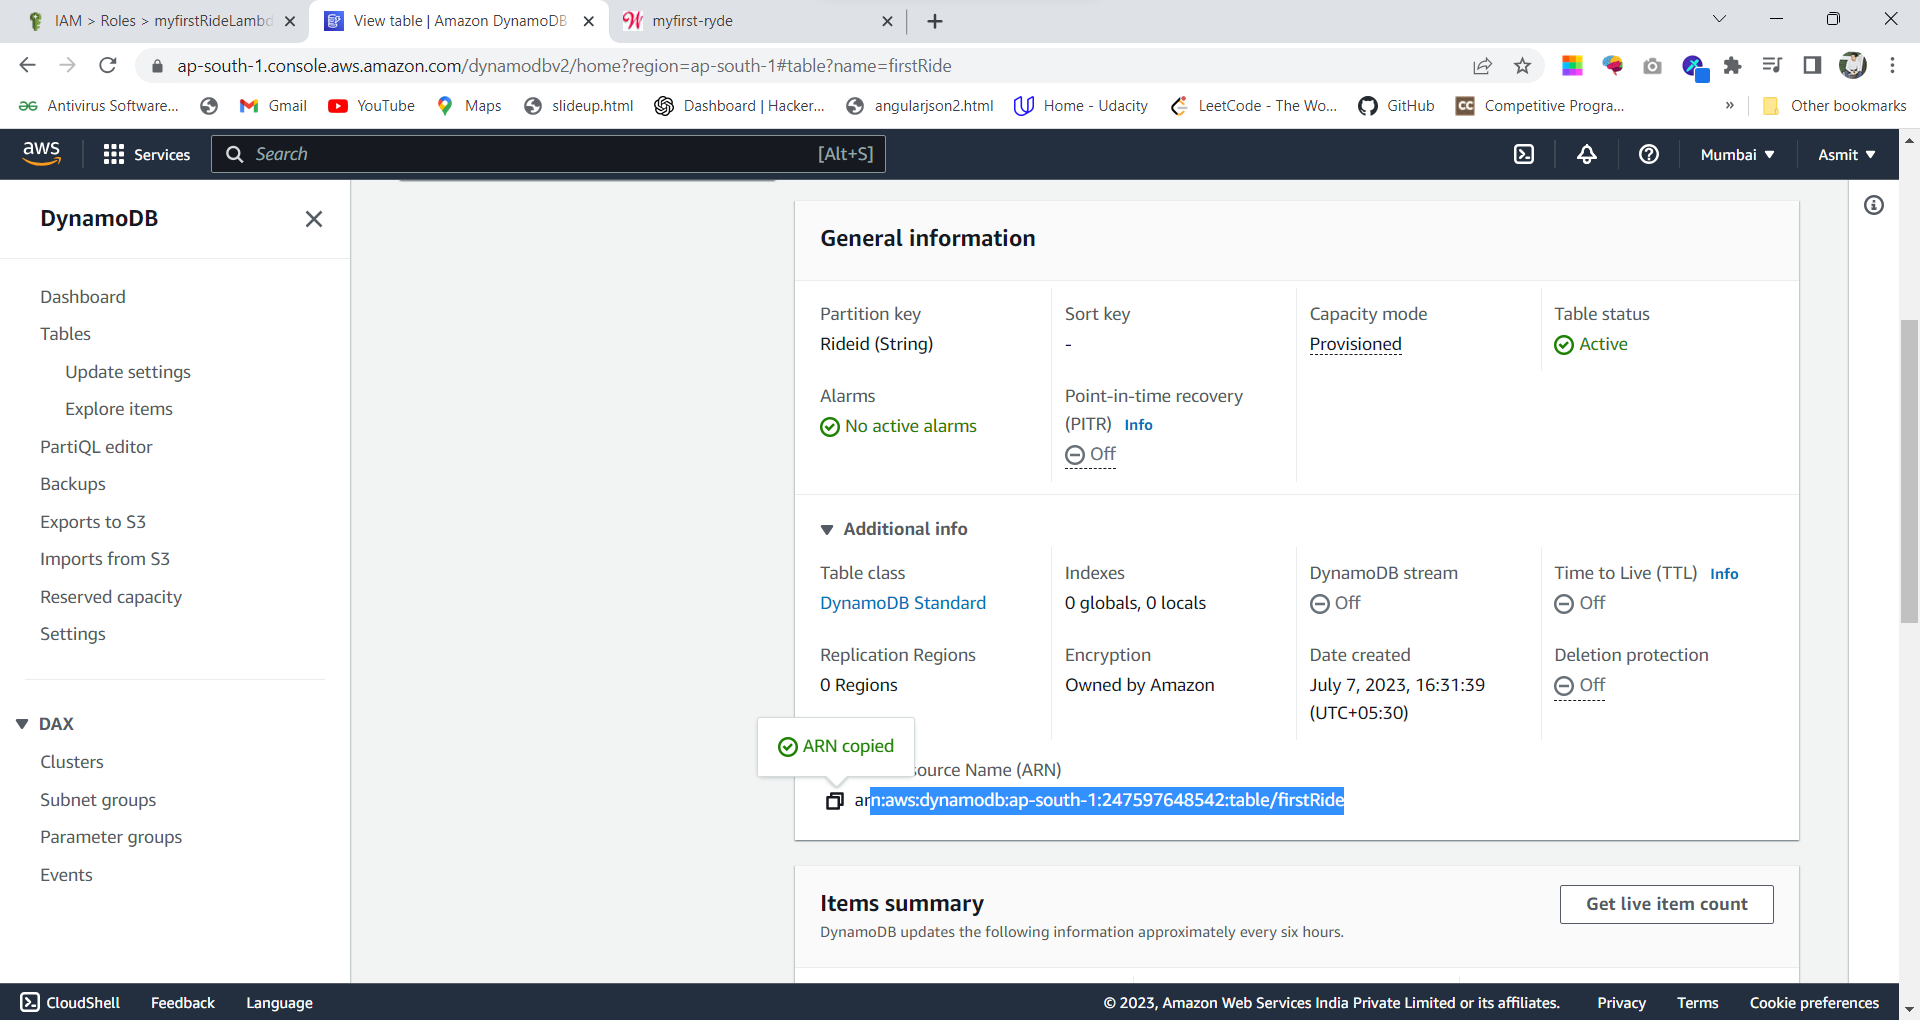 IAM > Roles > myfirstRideLambd
View table | Amazon DynamoDB
myfirst-ryde
ap-south-1.console.aws.amazon.com/dynamodbv2/home?region=ap-south-1#table?name=firstRide
Antivirus Software...
Gmail
YouTube
Maps
slideup.html
Dashboard | Hacker...
angularjson2.html
Home - Udacity
LeetCode - The Wo...
GitHub
CC
Competitive Progra...
»
Other bookmarks
aws
Services
Search
[Alt+S]
Mumbai
Asmit
DynamoDB
Dashboard
Tables
Update settings
Explore items
PartiQL editor
Backups
Exports to S3
Imports from S3
Reserved capacity
Settings
DAX
Clusters
Subnet groups
Parameter groups
Events
General information
Partition key
Rideid (String)
Sort key
-
Capacity mode
Provisioned
Table status
Active
Alarms
No active alarms
Point-in-time recovery
(PITR) Info
Off
Additional info
Table class
DynamoDB Standard
Indexes
0 globals, 0 locals
DynamoDB stream
Off
Time to Live (TTL) Info
Off
Replication Regions
0 Regions
Encryption
Owned by Amazon
Date created
July 7, 2023, 16:31:39
(UTC+05:30)
Deletion protection
Off
ARN copied
source Name (ARN)
arn:aws:dynamodb:ap-south-1:247597648542:table/firstRide
Items summary
Get live item count
DynamoDB updates the following information approximately every six hours.
CloudShell
Feedback
Language
© 2023, Amazon Web Services India Private Limited or its affiliates.
Privacy
Terms
Cookie preferences